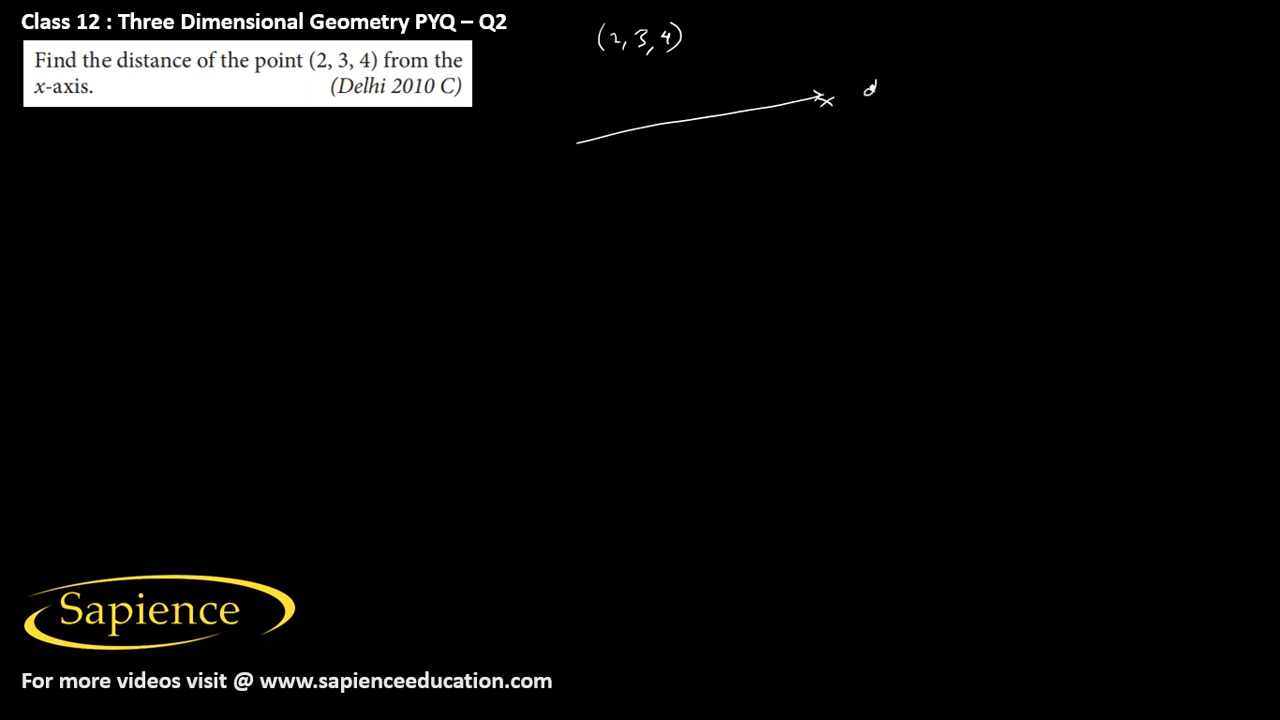 Class 12 : Three Dimensional Geometry PYQ – Q2
Find the distance of the point (2, 3, 4) from the
x-axis. (Delhi 2010 C)
(2, 3, 4)
x d
Sapience
For more videos visit @ www.sapienceeducation.com